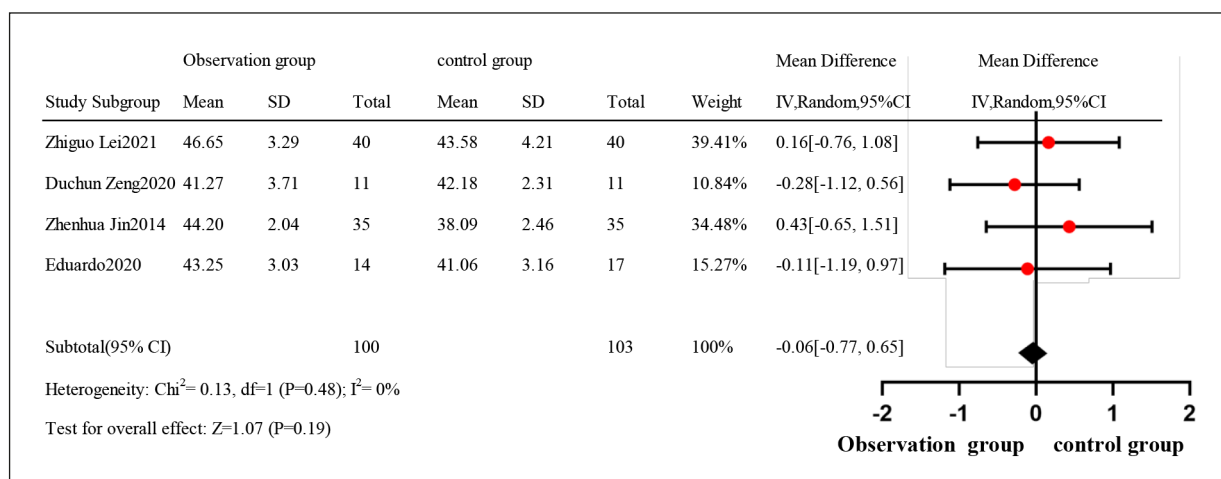 Observation group control group Mean Difference Mean Difference
Study Subgroup Mean SD Total Mean SD Total Weight IV,Random,95%CI IV,Random,95%CI
Zhiguo Lei2021 46.65 3.29 40 43.58 4.21 40 39.41% 0.16[-0.76, 1.08]
Duchun Zeng2020 41.27 3.71 11 42.18 2.31 11 10.84% -0.28[-1.12, 0.56]
Zhenhua Jin2014 44.20 2.04 35 38.09 2.46 35 34.48% 0.43[-0.65, 1.51]
Eduardo2020 43.25 3.03 14 41.06 3.16 17 15.27% -0.11[-1.19, 0.97]
Subtotal(95% CI) 100 103 100% -0.06[-0.77, 0.65]
Heterogeneity: Chi²= 0.13, df=1 (P=0.48); I²= 0%
Test for overall effect: Z=1.07 (P=0.19)
-2 -1 0 1 2
Observation group control group